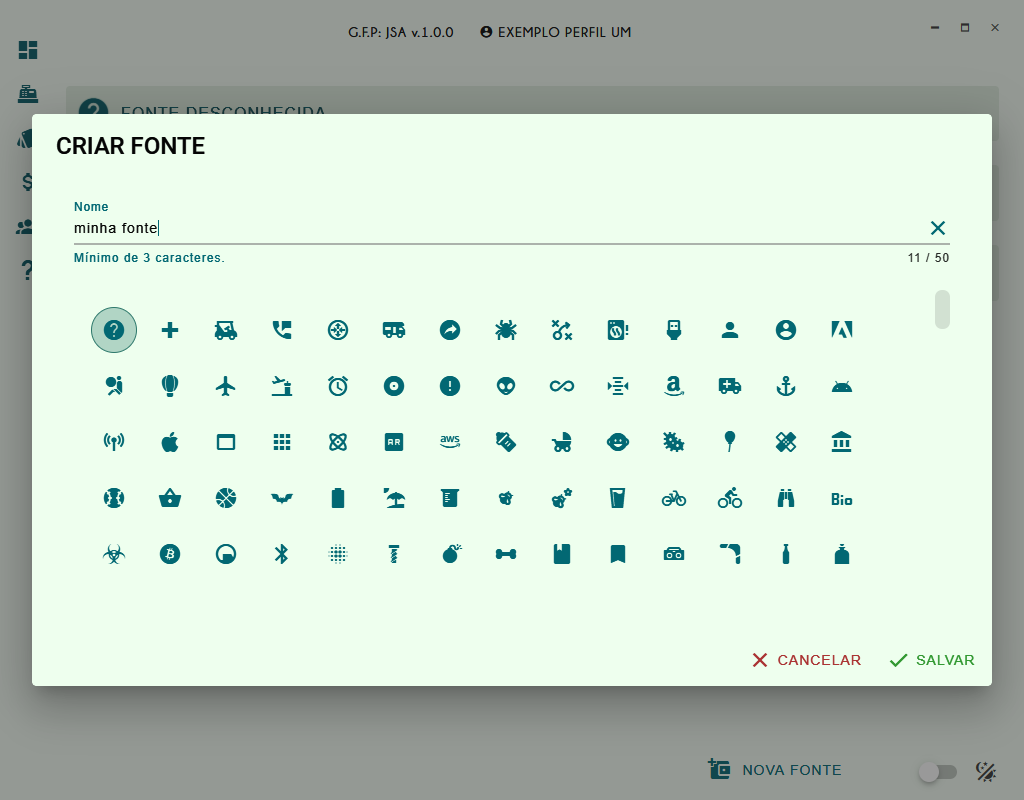 G.F.P: JSA v.1.0.0 EXEMPLO PERFIL UM
FONTE DESCONHECIDA
CRIAR FONTE
Nome
minha fonte
Mínimo de 3 caracteres.
11 / 50
AR
aws
Bio
CANCELAR SALVAR
NOVA FONTE